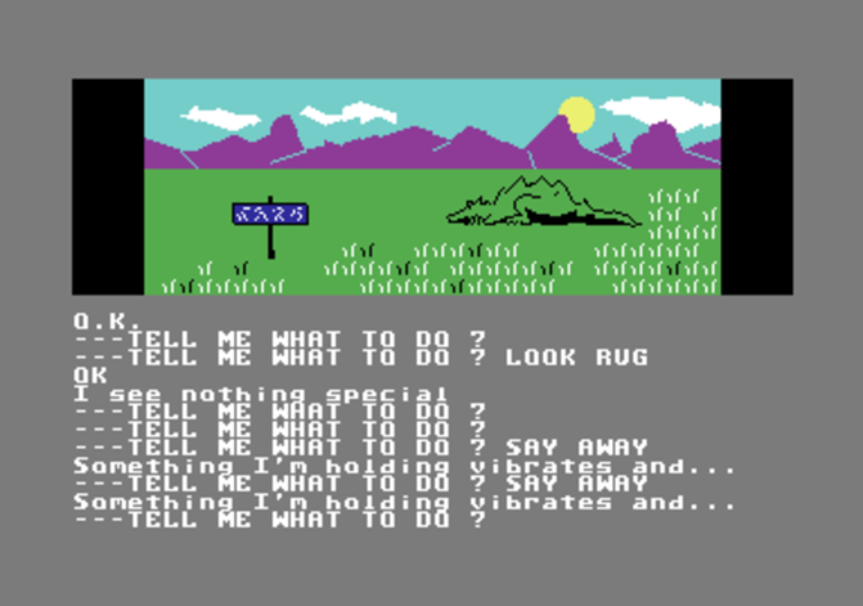 O.K.
---TELL ME WHAT TO DO ?
---TELL ME WHAT TO DO ? LOOK RUG
OK
I see nothing special
---TELL ME WHAT TO DO ?
---TELL ME WHAT TO DO ?
---TELL ME WHAT TO DO ? SAY AWAY
Something I'm holding vibrates and...
---TELL ME WHAT TO DO ? SAY AWAY
Something I'm holding vibrates and...
---TELL ME WHAT TO DO ?